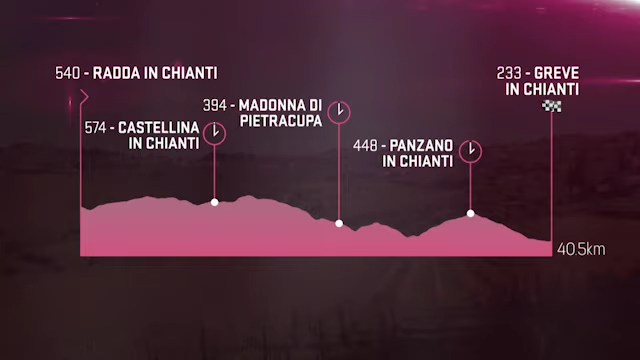 540 - RADDA IN CHIANTI
574 - CASTELLINA
IN CHIANTI
394 - MADONNA DI
PIETRACUPA
448 - PANZANO
IN CHIANTI
233 - GREVE
IN CHIANTI
40.5km